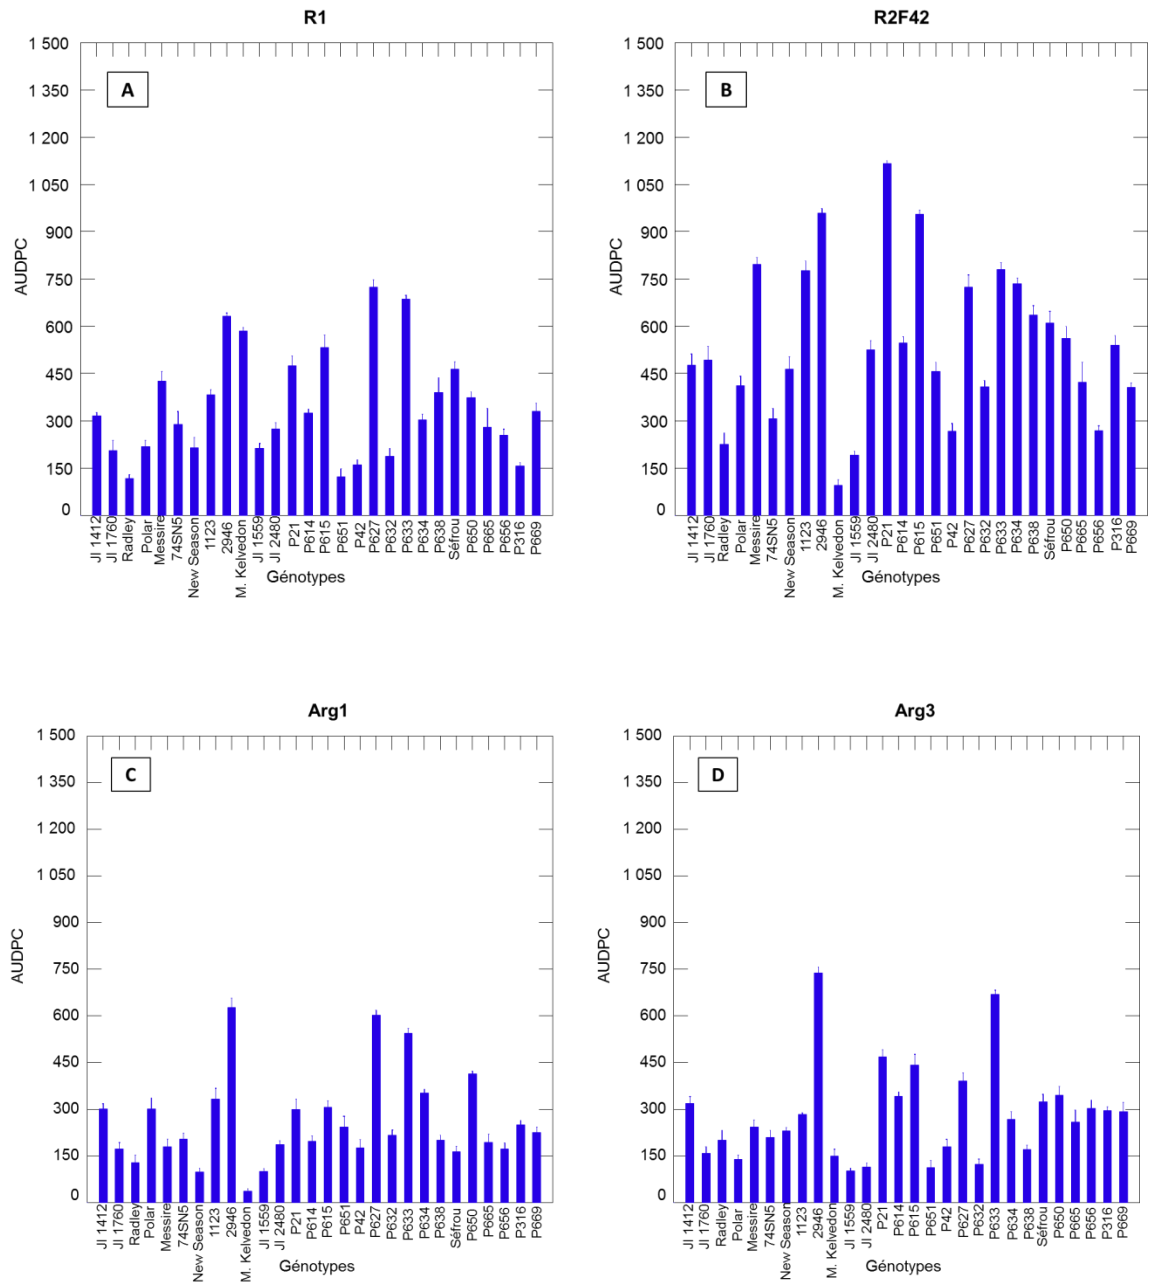 R1
A
1 500
1 350
1 200
1 050
900
750
600
450
300
150
0
AUDPC
JI 1412
JI 1760
Radley
Polar
Messire
74SN5
New Season
1123
2946
M. Kelvedon
JI 1559
JI 2480
P21
P614
P615
P651
P42
P627
P632
P633
P634
P638
Séfrou
P650
P665
P656
P316
P669
Génotypes
R2F42
B
1 500
1 350
1 200
1 050
900
750
600
450
300
150
0
AUDPC
JI 1412
JI 1760
Radley
Polar
Messire
74SN5
New Season
1123
2946
M. Kelvedon
JI 1559
JI 2480
P21
P614
P615
P651
P42
P627
P632
P633
P634
P638
Séfrou
P650
P665
P656
P316
P669
Génotypes
Arg1
C
1 500
1 350
1 200
1 050
900
750
600
450
300
150
0
AUDPC
JI 1412
JI 1760
Radley
Polar
Messire
74SN5
New Season
1123
2946
M. Kelvedon
JI 1559
JI 2480
P21
P614
P615
P651
P42
P627
P632
P633
P634
P638
Séfrou
P650
P665
P656
P316
P669
Génotypes
Arg3
D
1 500
1 350
1 200
1 050
900
750
600
450
300
150
0
AUDPC
JI 1412
JI 1760
Radley
Polar
Messire
74SN5
New Season
1123
2946
M. Kelvedon
JI 1559
JI 2480
P21
P614
P615
P651
P42
P627
P632
P633
P634
P638
Séfrou
P650
P665
P656
P316
P669
Génotypes